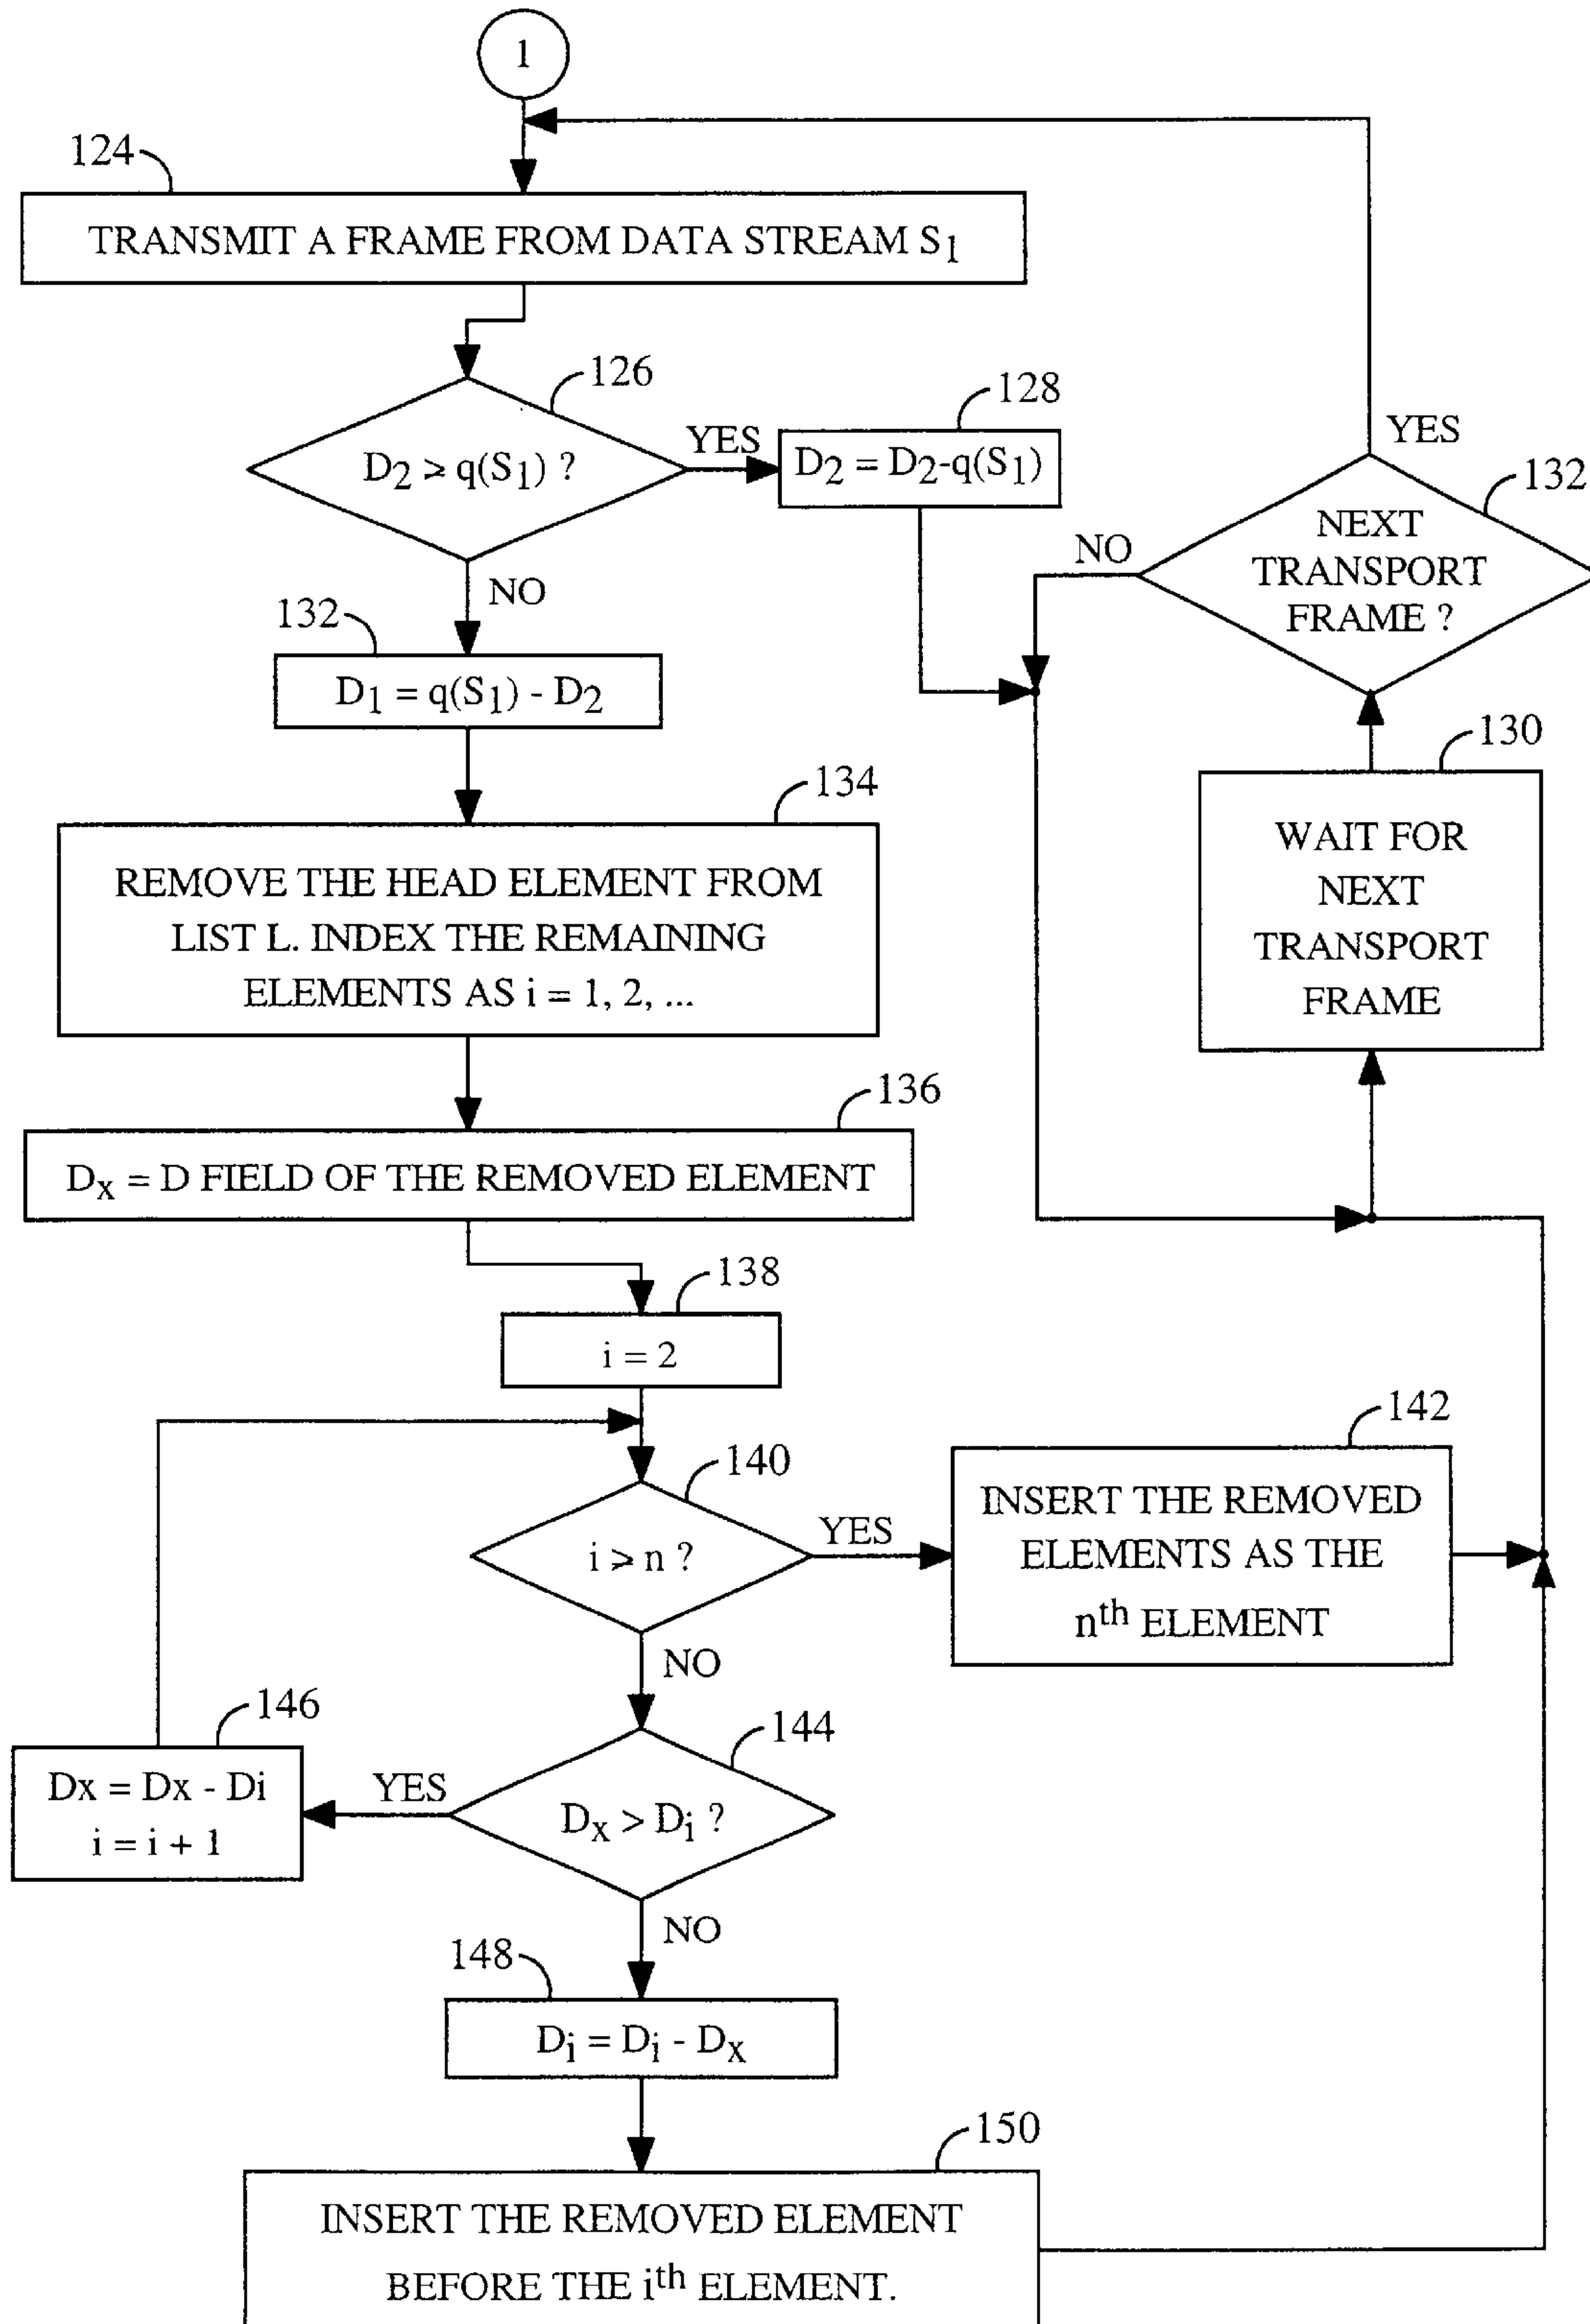 1
124
TRANSMIT A FRAME FROM DATA STREAM S1
126
D2 ≥ q(S1) ?
YES
128
D2 = D2-q(S1)
YES
132
NEXT
TRANSPORT
FRAME ?
NO
NO
132
D1 = q(S1) - D2
130
WAIT FOR
NEXT
TRANSPORT
FRAME
134
REMOVE THE HEAD ELEMENT FROM
LIST L. INDEX THE REMAINING
ELEMENTS AS i = 1, 2, ...
136
Dx = D FIELD OF THE REMOVED ELEMENT
138
i = 2
140
i ≥ n ?
YES
142
INSERT THE REMOVED
ELEMENTS AS THE
nth ELEMENT
NO
144
Dx > Di ?
YES
146
Dx = Dx - Di
i = i + 1
NO
148
Di = Di - Dx
150
INSERT THE REMOVED ELEMENT
BEFORE THE ith ELEMENT.